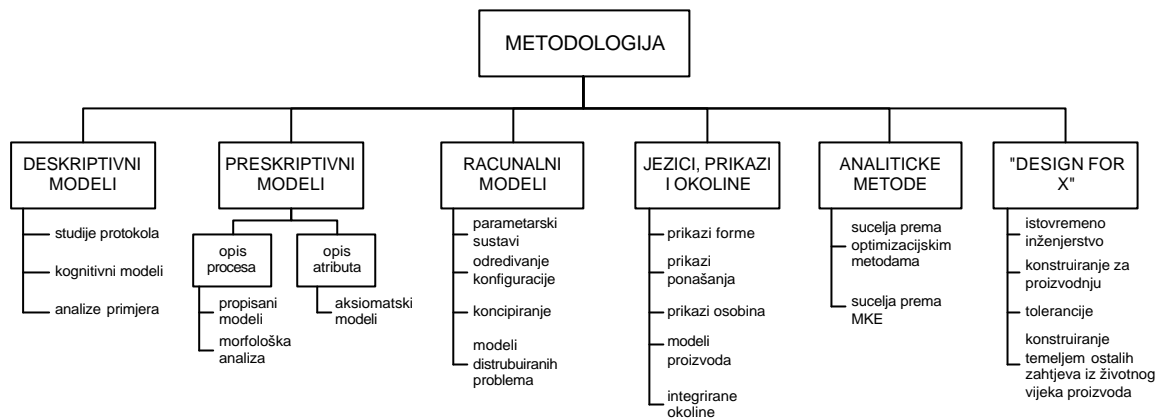 METODOLOGIJA
DESKRIPTIVNI
MODELI
studije protokola
kognitivni modeli
analize primjera
PRESKRIPTIVNI
MODELI
opis
procesa
propisani
modeli
morfološka
analiza
opis
atributa
aksiomatski
modeli
RACUNALNI
MODELI
parametarski
sustavi
odredivanje
konfiguracije
koncipiranje
modeli
distrubuiranih
problema
JEZICI, PRIKAZI
I OKOLINE
prikazi forme
prikazi
ponašanja
prikazi osobina
modeli
proizvoda
integrirane
okoline
ANALITICKE
METODE
sucelja prema
optimizacijskim
metodama
sucelja prema
MKE
"DESIGN FOR
X"
istovremeno
inženjerstvo
konstruiranje za
proizvodnju
tolerancije
konstruiranje
temeljem ostalih
zahtjeva iz životnog
vijeka proizvoda